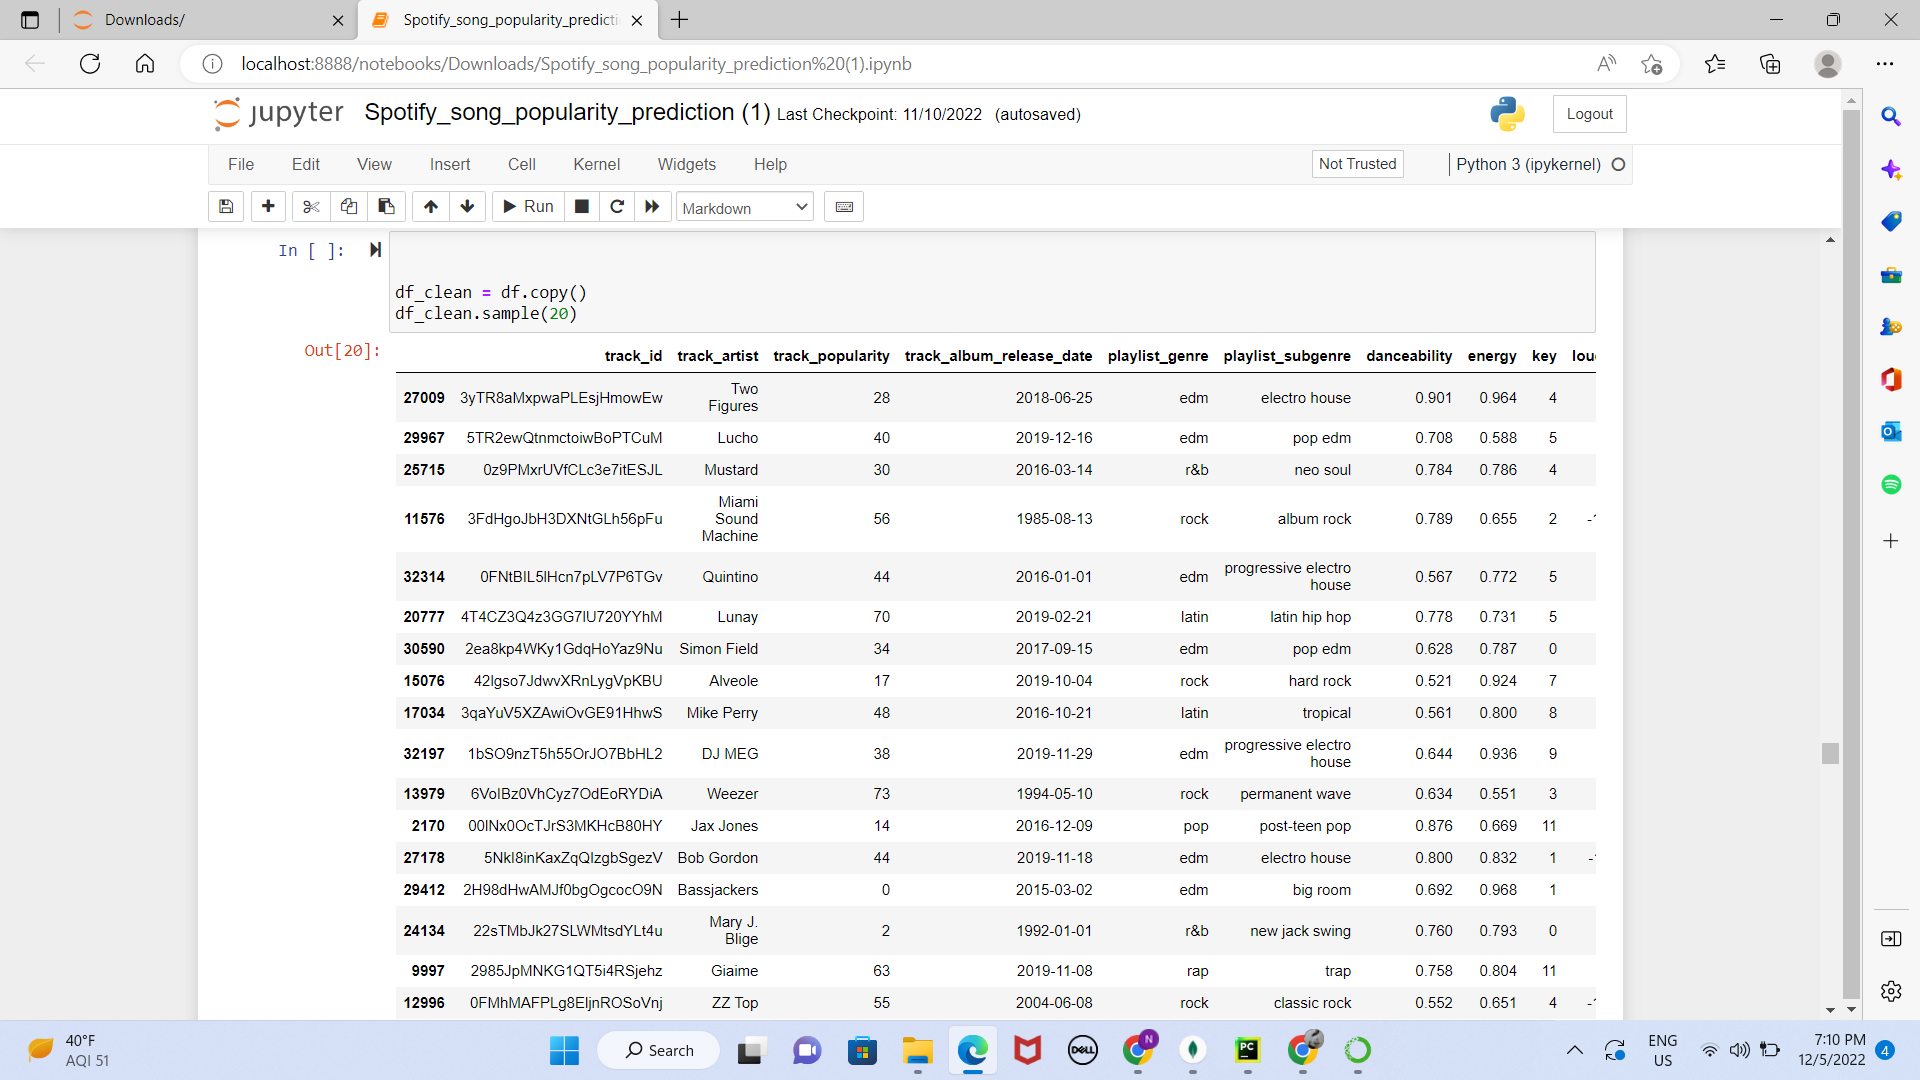 Downloads/
Spotify_song_popularity_predicti
localhost:8888/notebooks/Downloads/Spotify_song_popularity_prediction%20(1).ipynb
jupyter Spotify_song_popularity_prediction (1) Last Checkpoint: 11/10/2022 (autosaved)
Logout
File Edit View Insert Cell Kernel Widgets Help
Not Trusted
Python 3 (ipykernel)
Run
Markdown
In [ ]:
df_clean = df.copy()
df_clean.sample(20)
Out[20]:
track_id track_artist track_popularity track_album_release_date playlist_genre playlist_subgenre danceability energy key lou
27009 3yTR8aMxpwaPLEsjHmowEw Two Figures 28 2018-06-25 edm electro house 0.901 0.964 4
29967 5TR2ewQtnmctoiwBoPTCuM Lucho 40 2019-12-16 edm pop edm 0.708 0.588 5
25715 0z9PMxrUVfCLc3e7itESJL Mustard 30 2016-03-14 r&b neo soul 0.784 0.786 4
11576 3FdHgoJbH3DXNtGLh56pFu Miami Sound Machine 56 1985-08-13 rock album rock 0.789 0.655 2 -1
32314 0FNtBIL5lHcn7pLV7P6TGv Quintino 44 2016-01-01 edm progressive electro house 0.567 0.772 5
20777 4T4CZ3Q4z3GG7lU720YYhM Lunay 70 2019-02-21 latin latin hip hop 0.778 0.731 5
30590 2ea8kp4WKy1GdqHoYaz9Nu Simon Field 34 2017-09-15 edm pop edm 0.628 0.787 0
15076 42lgso7JdwvXRnLygVpKBU Alveole 17 2019-10-04 rock hard rock 0.521 0.924 7
17034 3qaYuV5XZAwiOvGE91HhwS Mike Perry 48 2016-10-21 latin tropical 0.561 0.800 8
32197 1bSO9nzT5h55OrJO7BbHL2 DJ MEG 38 2019-11-29 edm progressive electro house 0.644 0.936 9
13979 6VoIBz0VhCyz7OdEoRYDiA Weezer 73 1994-05-10 rock permanent wave 0.634 0.551 3
2170 00lNx0OcTJrS3MKHcB80HY Jax Jones 14 2016-12-09 pop post-teen pop 0.876 0.669 11
27178 5NkI8inKaxZqQIzgbSgezV Bob Gordon 44 2019-11-18 edm electro house 0.800 0.832 1 -1
29412 2H98dHwAMJf0bgOgcocO9N Bassjackers 0 2015-03-02 edm big room 0.692 0.968 1
24134 22sTMbJk27SLWMtsdYLt4u Mary J. Blige 2 1992-01-01 r&b new jack swing 0.760 0.793 0
9997 2985JpMNKG1QT5i4RSjehz Giaime 63 2019-11-08 rap trap 0.758 0.804 11
12996 0FMhMAFPLg8EljnROSoVnj ZZ Top 55 2004-06-08 rock classic rock 0.552 0.651 4 -1
40°F
AQI 51
Search
DELL
N
PC
ENG
US
7:10 PM
12/5/2022
4